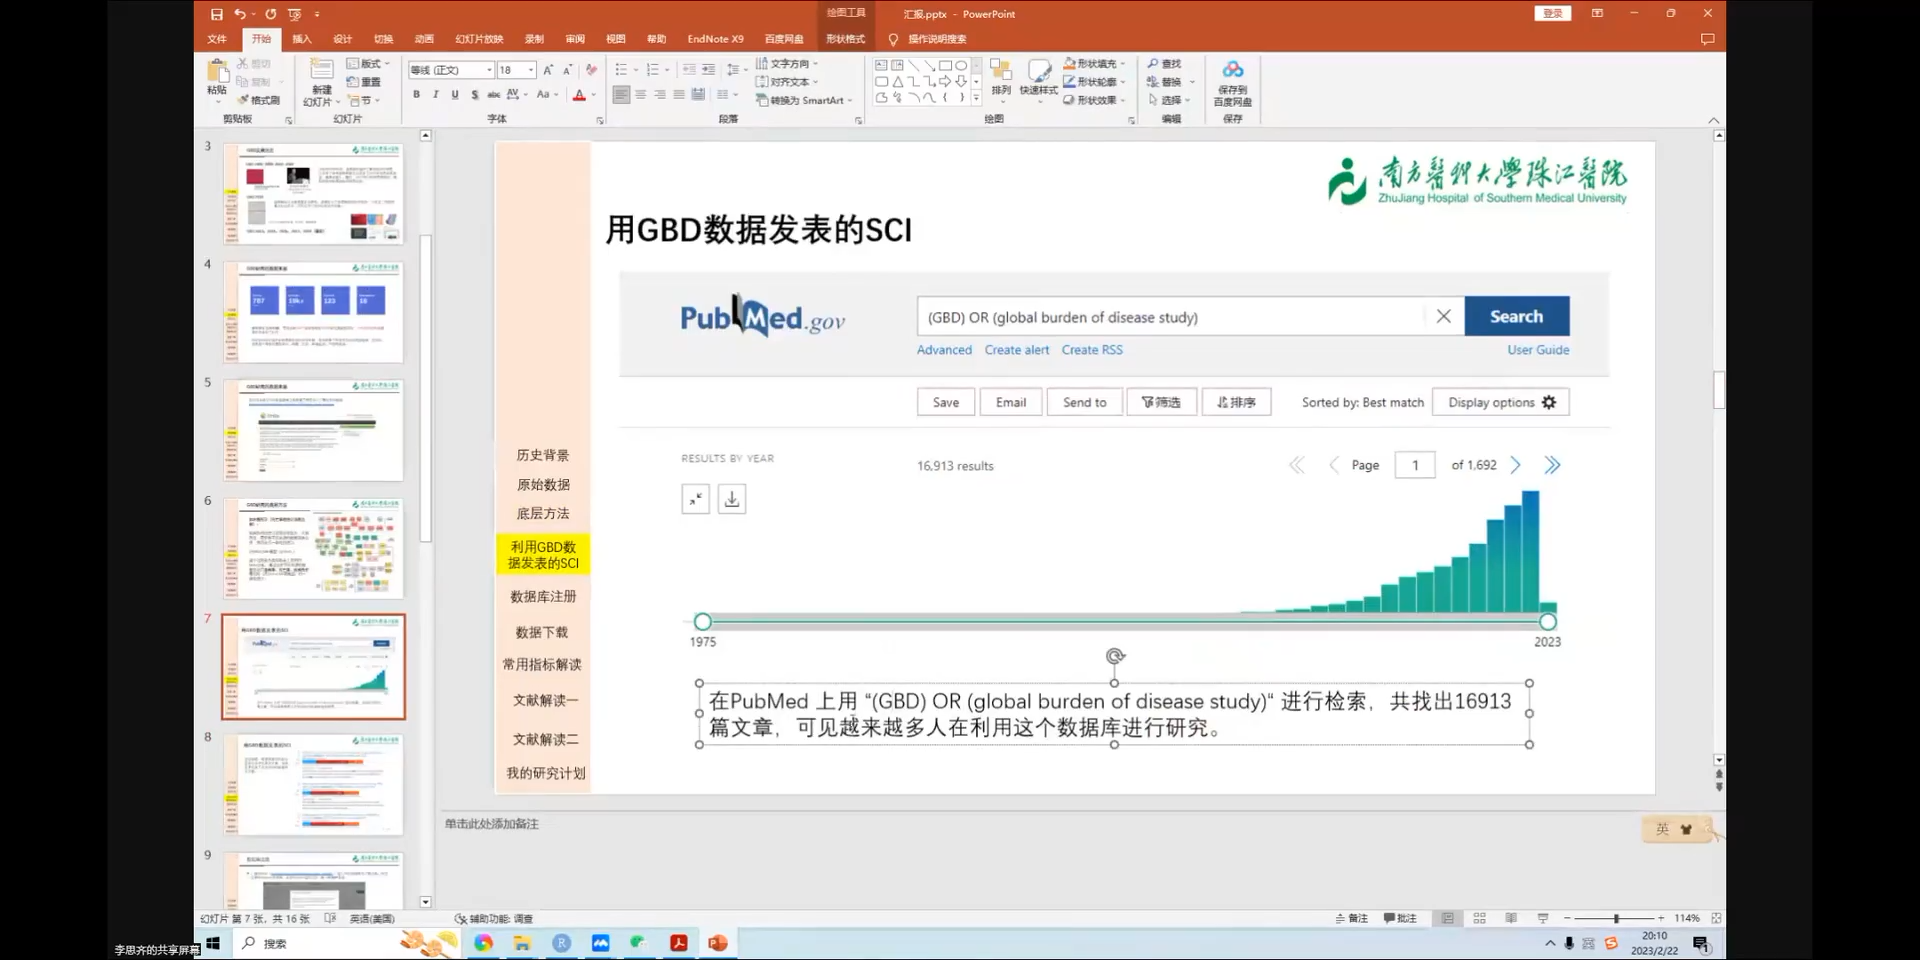 绘图工具
汇报.pptx - PowerPoint
登录
文件 开始 插入 设计 切换 动画 幻灯片放映 录制 审阅 视图 帮助 EndNote X9 百度网盘 形状格式 操作说明搜索
粘贴 剪切 复制 格式刷
剪贴板
新建
幻灯片
版式
重置
节
幻灯片
等线 (正文) 18
字体
文字方向
对齐文本
转换为 SmartArt
段落
排列 快速样式
形状填充
形状轮廓
形状效果
绘图
查找
替换
选择
编辑
保存到
百度网盘
保存
3
4
5
6
7
8
9
南方醫科大學珠江醫院
ZhuJiang Hospital of Southern Medical University
用GBD数据发表的SCI
PubMed.gov
(GBD) OR (global burden of disease study)
Search
Advanced Create alert Create RSS
User Guide
Save Email Send to 筛选 排序 Sorted by: Best match Display options
RESULTS BY YEAR
16,913 results
Page 1 of 1,692
1975
2023
在PubMed 上用 “(GBD) OR (global burden of disease study)“ 进行检索，共找出16913
篇文章，可见越来越多人在利用这个数据库进行研究。
历史背景
原始数据
底层方法
利用GBD数
据发表的SCI
数据库注册
数据下载
常用指标解读
文献解读一
文献解读二
我的研究计划
单击此处添加备注
英
幻灯片 第 7 张，共 16 张 英语(美国) 辅助功能: 调查
备注 批注 114%
李思齐的共享屏幕
搜索
20:10
2023/2/22